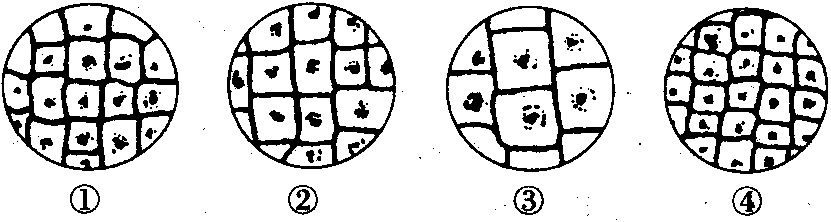 ① ② ③ ④